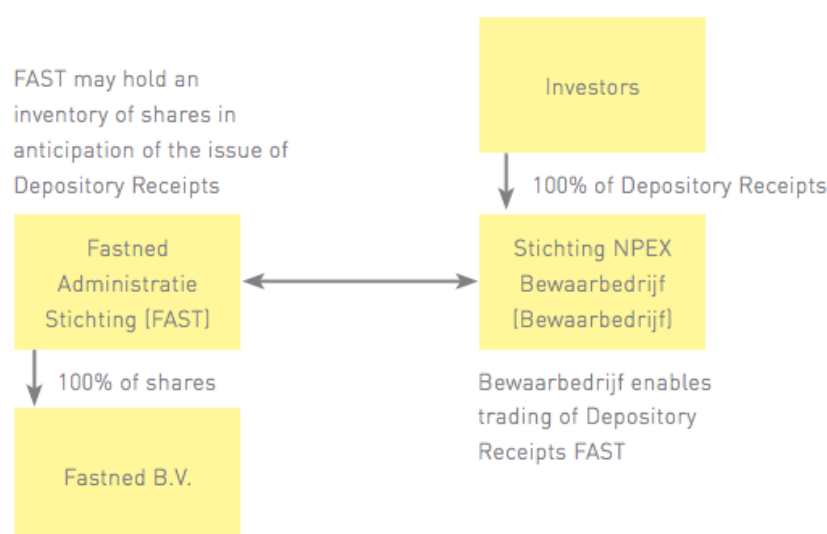 FAST may hold an
inventory of shares in
anticipation of the issue of
Depository Receipts
Investors
100% of Depository Receipts
Fastned
Administratie
Stichting (FAST)
Stichting NPEX
Bewaarbedrijf
(Bewaarbedrijf)
100% of shares
Bewaarbedrijf enables
trading of Depository
Receipts FAST
Fastned B.V.